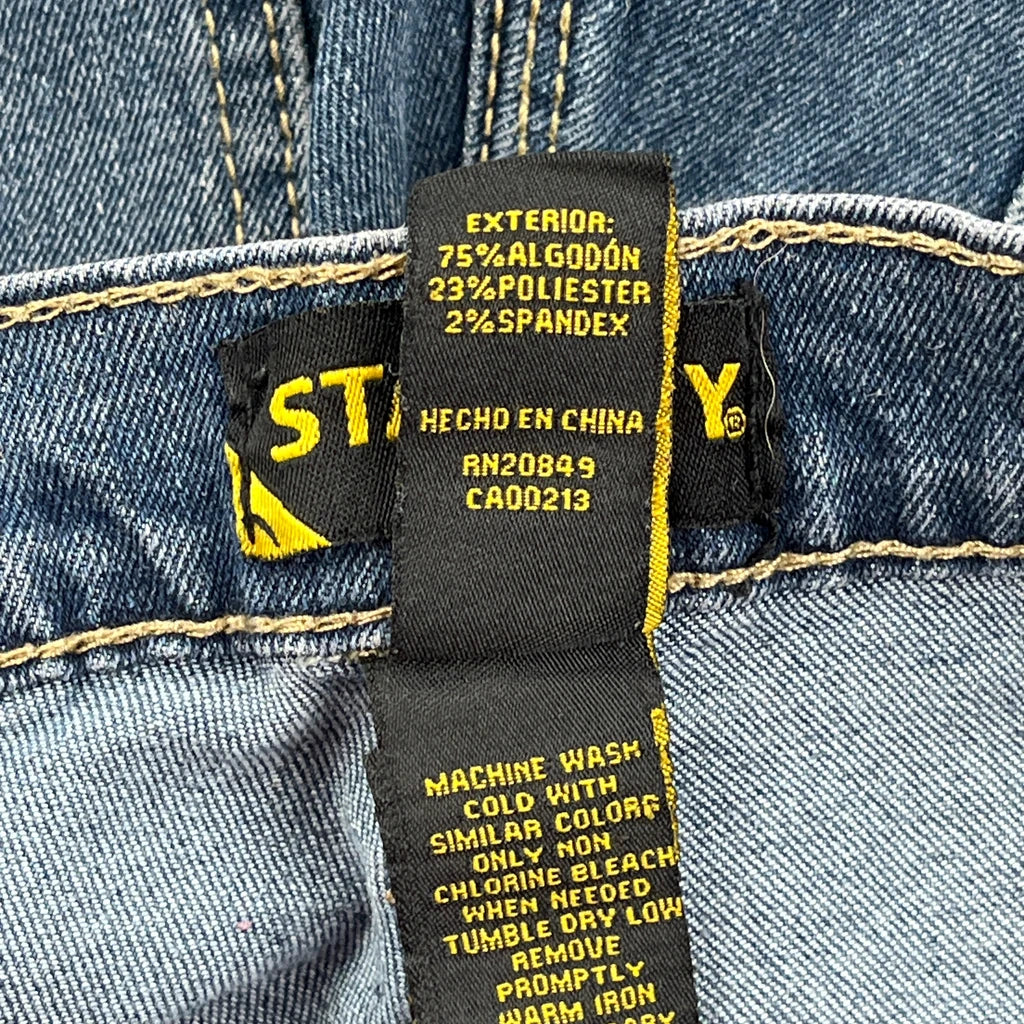 EXTERIOR:
75%ALGODÓN
23%POLIESTER
2%SPANDEX
HECHO EN CHINA
RN20849
CA00213
MACHINE WASH
COLD WITH
SIMILAR COLORS
ONLY NON
CHLORINE BLEACH
WHEN NEEDED
TUMBLE DRY LOW
REMOVE
PROMPTLY
WARM IRON